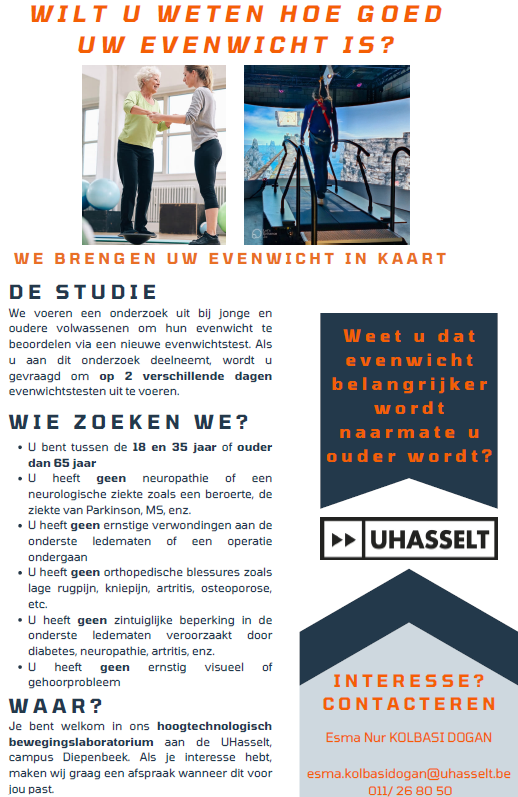 WILT U WETEN HOE GOED
UW EVENWICHT IS?
WE BRENGEN UW EVENWICHT IN KAART
DE STUDIE
We voeren een onderzoek uit bij jonge en
oudere volwassenen om hun evenwicht te
beoordelen via een nieuwe evenwichtstest. Als
u aan dit onderzoek deelneemt, wordt u
gevraagd om op 2 verschillende dagen
evenwichtstesten uit te voeren.
WIE ZOEKEN WE?
• U bent tussen de 18 en 35 jaar of ouder
dan 65 jaar
• U heeft geen neuropathie of een
neurologische ziekte zoals een beroerte, de
ziekte van Parkinson, MS, enz.
• U heeft geen ernstige verwondingen aan de
onderste ledematen of een operatie
ondergaan
• U heeft geen orthopedische blessures zoals
lage rugpijn, kniepijn, artritis, osteoporose,
etc.
• U heeft geen zintuiglijke beperking in de
onderste ledematen veroorzaakt door
diabetes, neuropathie, artritis, enz.
• U heeft geen ernstig visueel of
gehoorprobleem
WAAR?
Je bent welkom in ons hoogtechnologisch
bewegingslaboratorium aan de UHasselt,
campus Diepenbeek. Als je interesse hebt,
maken wij graag een afspraak wanneer dit voor
jou past.
Weet u dat
evenwicht
belangrijker
wordt
naarmate u
ouder wordt?
UHASSELT
INTERESSE?
CONTACTEREN
Esma Nur KOLBASI DOGAN
esma.kolbasidogan@uhasselt.be
011/ 26 80 50